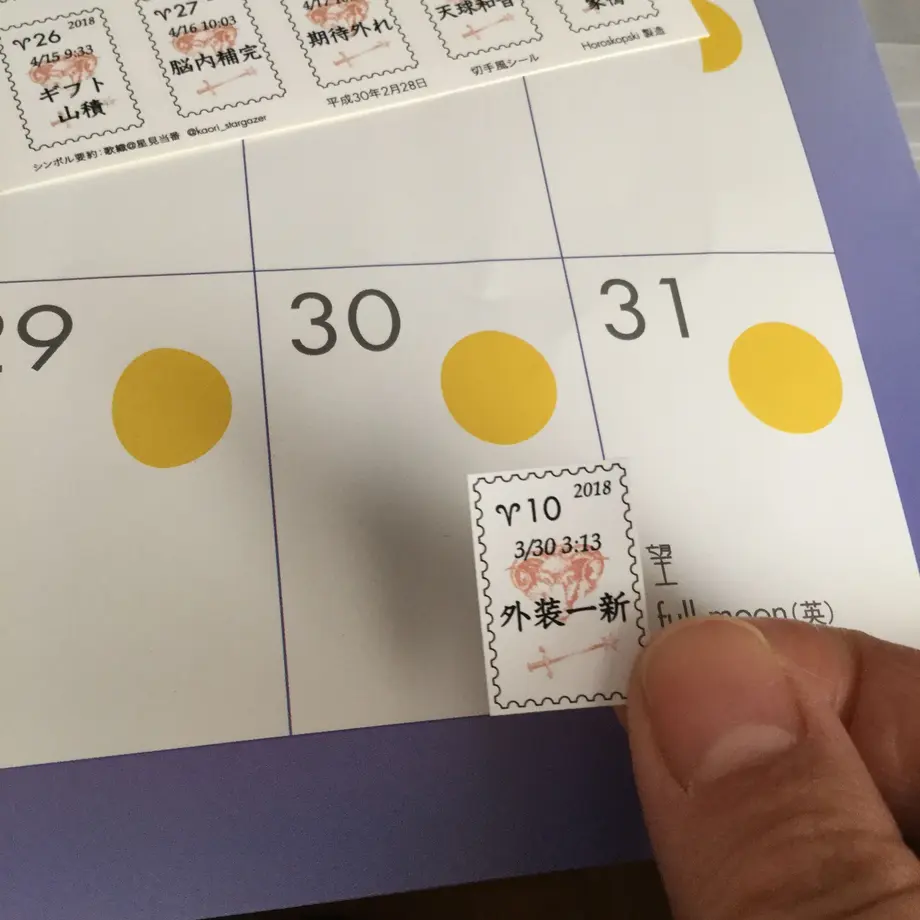 ♈26 2018
4/15 9:33
ギフト
山積
♈27
4/16 10:03
脳内補完
期待外れ
天球和音
シンボル要約:歌織@星見当番 @kaori_stargazer
平成30年2月28日
切手風シール
Horoskopski 製造
29
30
31
♈10 2018
3/30 3:13
外装一新
望
full moon(英)